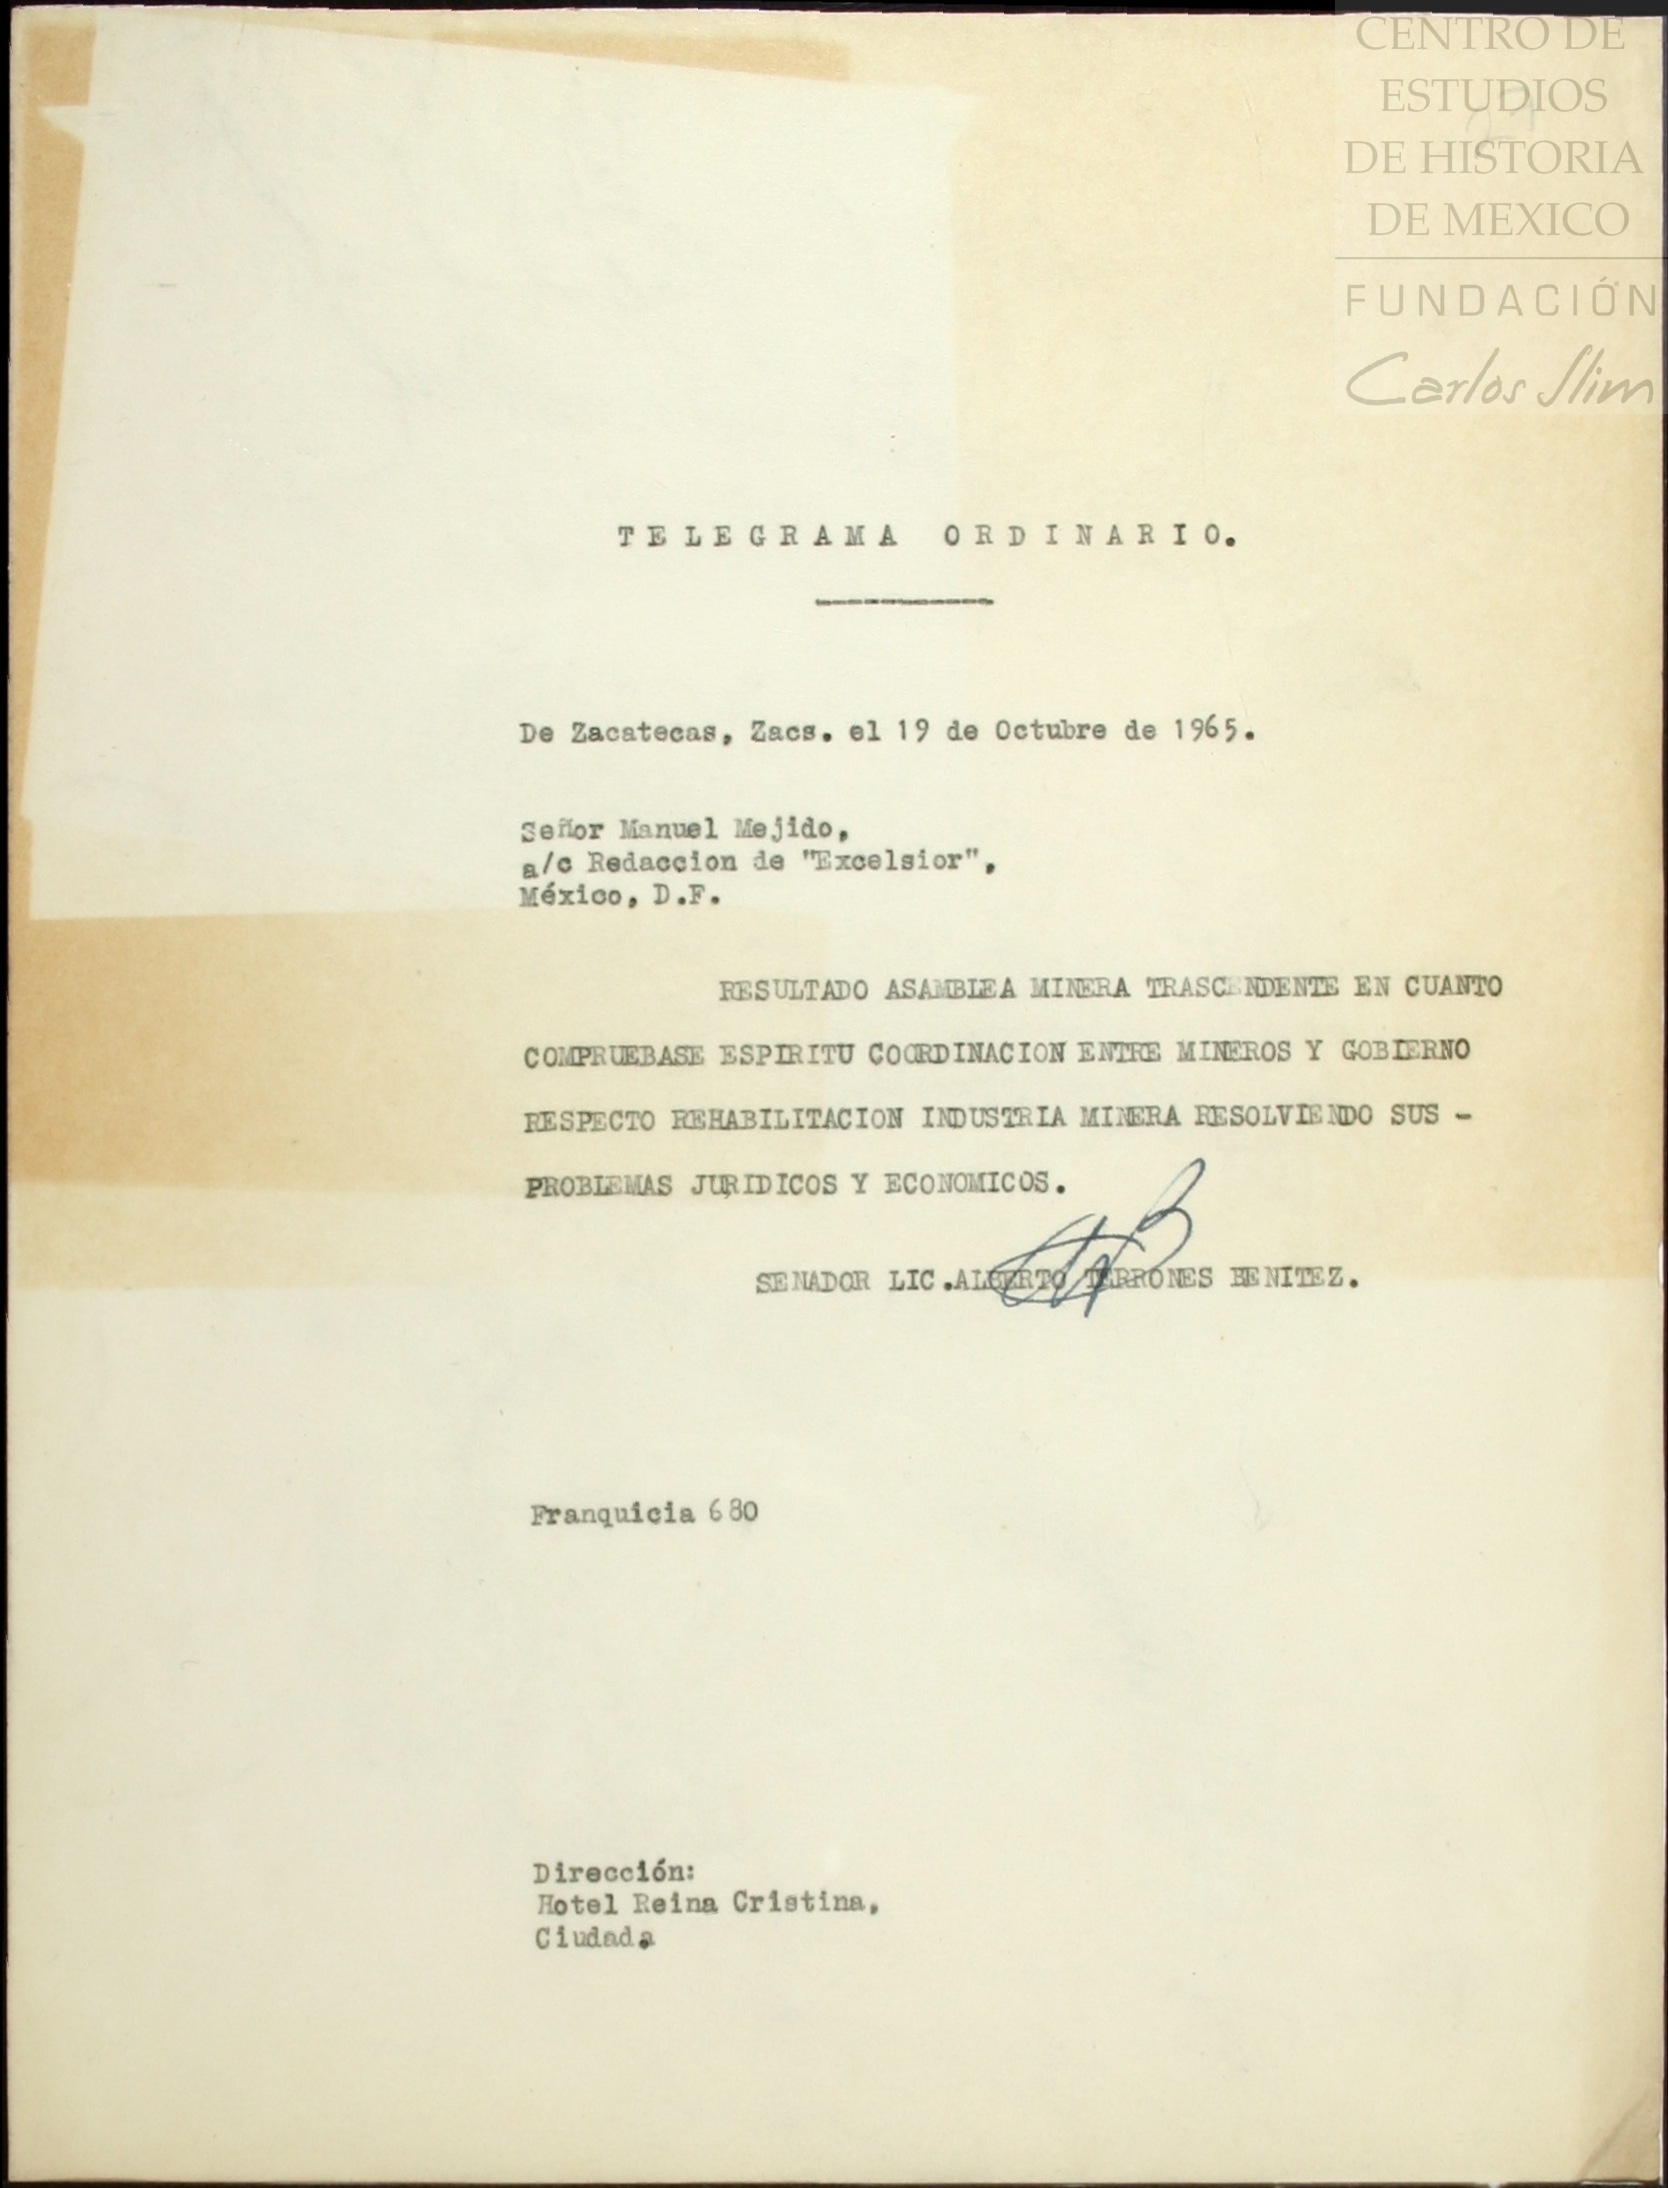 CENTRO DE
ESTUDIOS
DE HISTORIA
DE MEXICO
FUNDACIÓN
Carlos Slim
TELEGRAMA ORDINARIO.
De Zacatecas, Zacs. el 19 de Octubre de 1965.
Señor Manuel Mejido,
a/c Redaccion de "Excelsior",
México, D.F.
RESULTADO ASAMBLEA MINERA TRASCENDENTE EN CUANTO
COMPRUEBASE ESPIRITU COORDINACION ENTRE MINEROS Y GOBIERNO
RESPECTO REHABILITACION INDUSTRIA MINERA RESOLVIENDO SUS -
PROBLEMAS JURIDICOS Y ECONOMICOS.
SENADOR LIC.ALBERTO TERRONES BENITEZ.
Franquicia 680
Dirección:
Hotel Reina Cristina,
Ciudad.